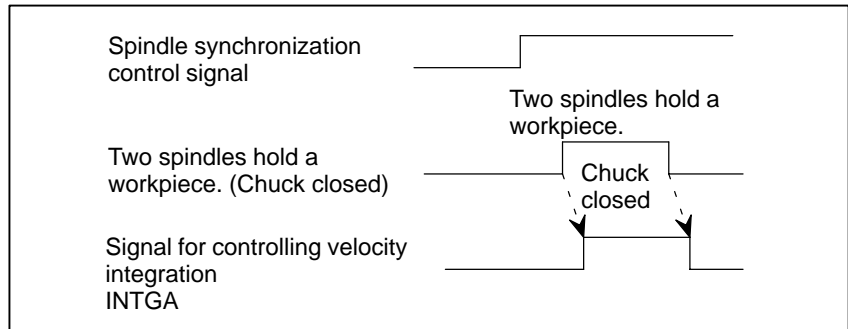 Spindle synchronization
control signal
Two spindles hold a
workpiece.
Two spindles hold a
workpiece. (Chuck closed)
Chuck
closed
Signal for controlling velocity
integration
INTGA